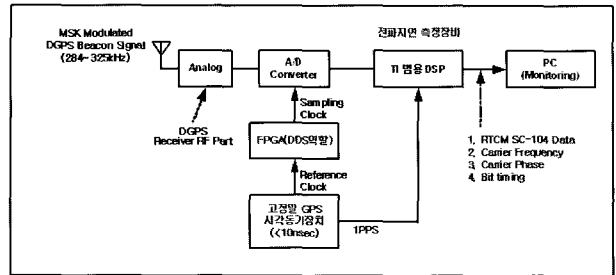 MSK Modulated
DGPS Beacon Signal
(284~325kHz)
전파지연 측정장비
Analog
A/D
Converter
TI 범용 DSP
PC
(Monitoring)
DGPS
Receiver RF Part
Sampling
Clock
FPGA(DDS역할)
Reference
Clock
고정밀 GPS
시각동기장치
(<10nsec)
1PPS
1, RTCM SC-104 Data
2, Carrier Frequency
3, Carrier Phase
4, Bit timing